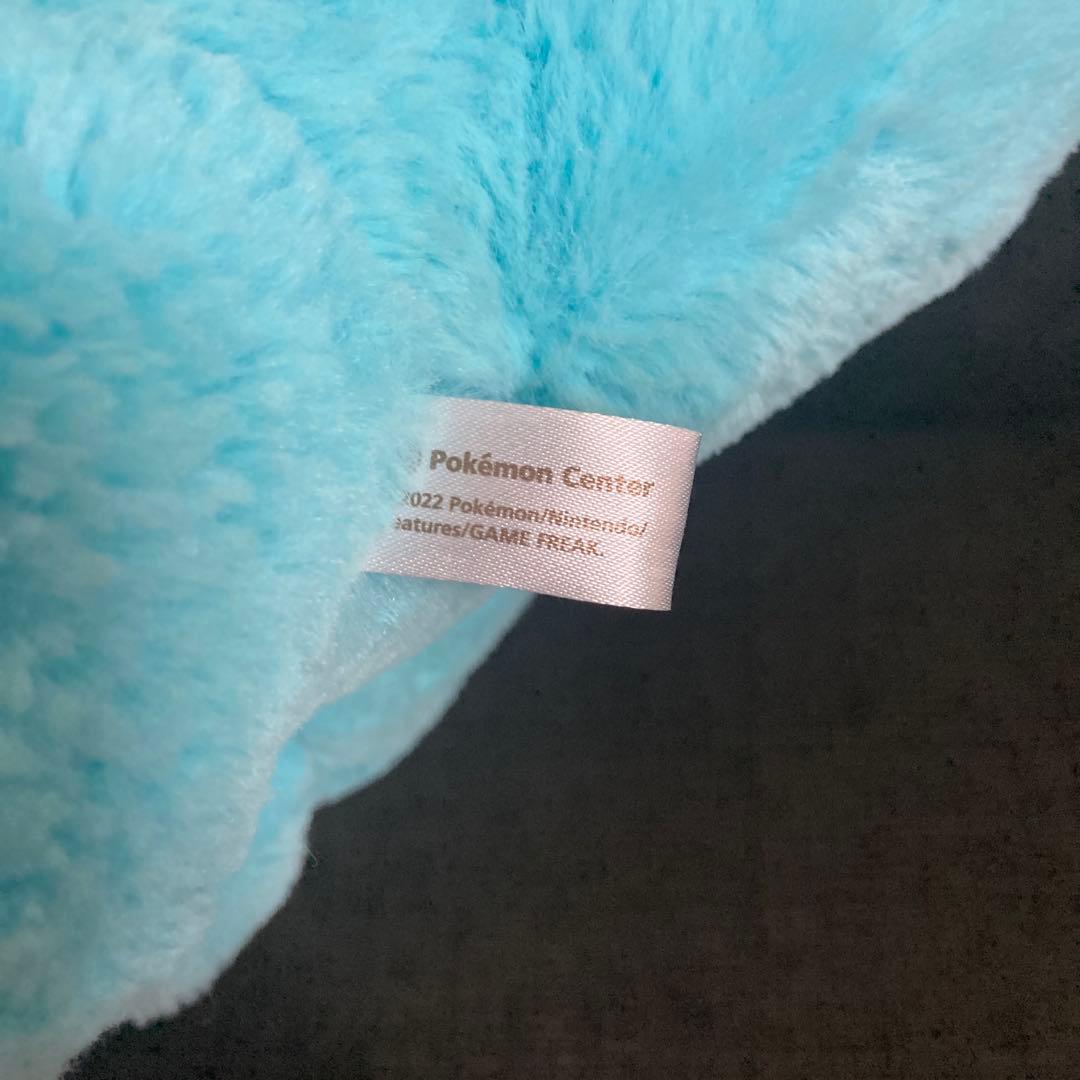 Pokémon Center
2022 Pokémon/Nintendo/
eatures/GAME FREAK.